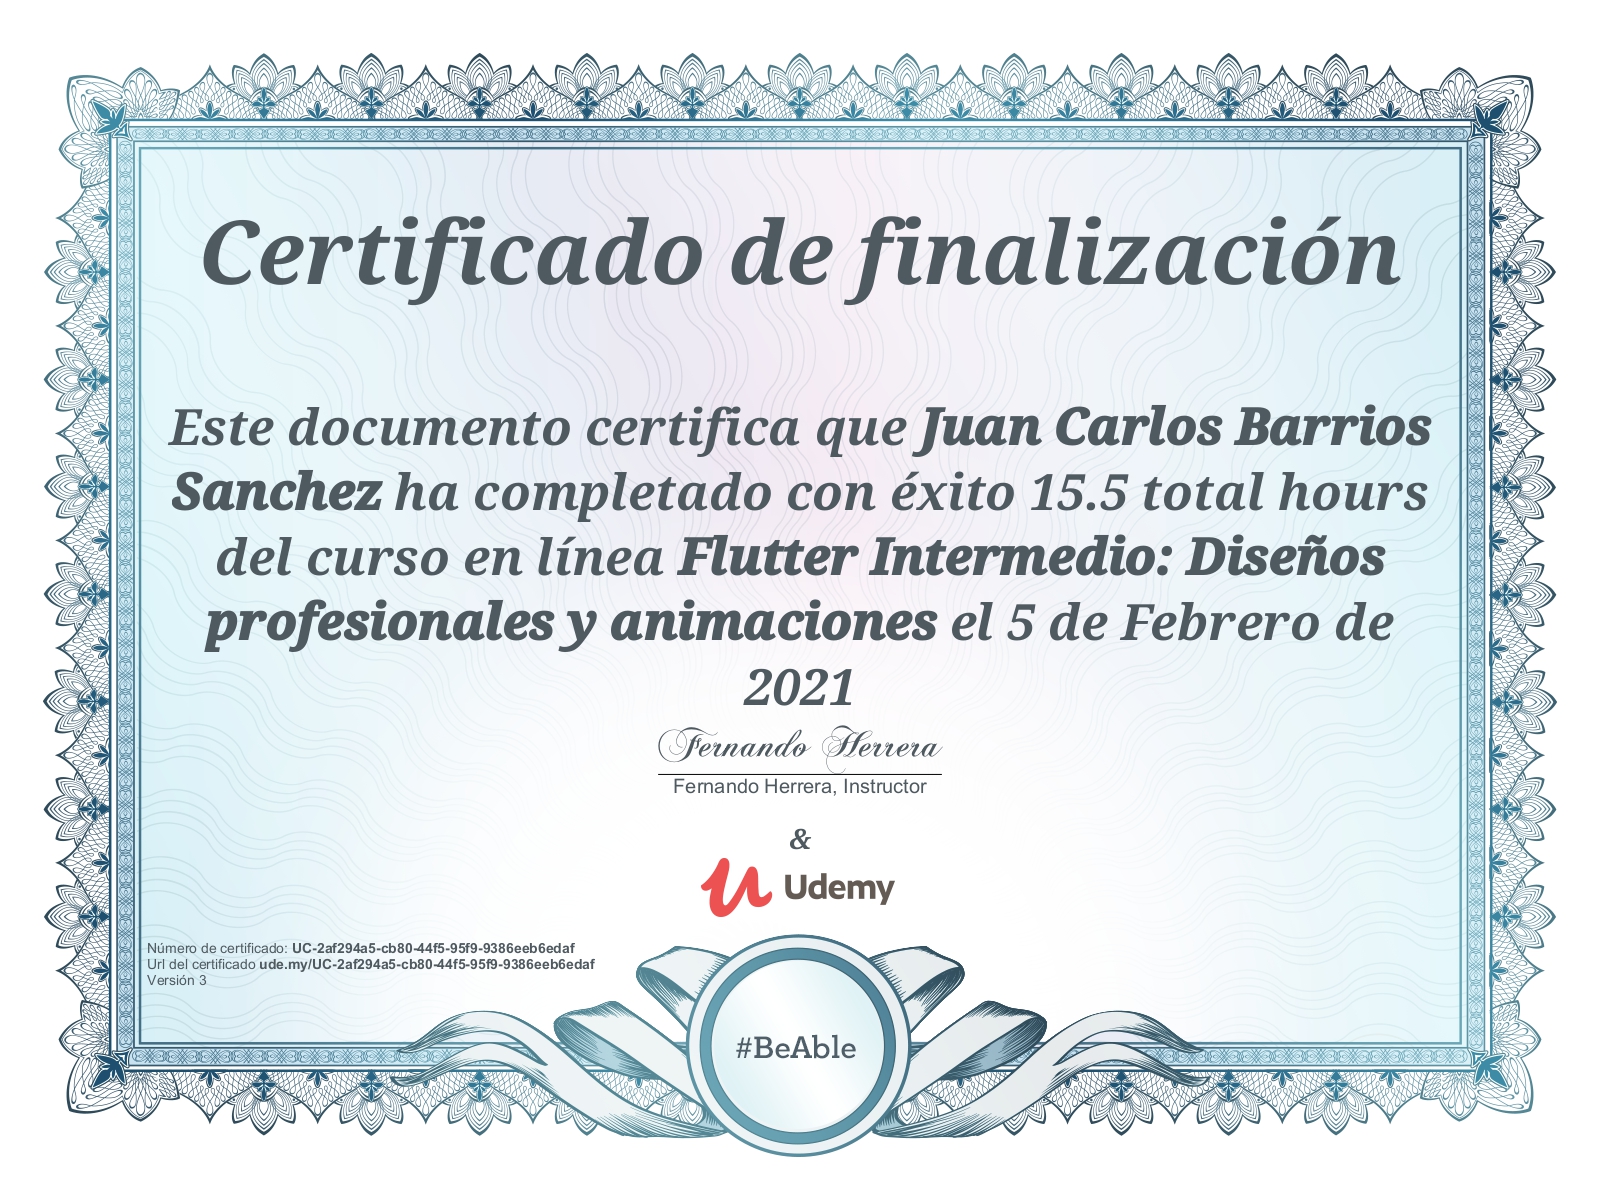 Certificado de finalización
Este documento certifica que Juan Carlos Barrios
Sanchez ha completado con éxito 15.5 total hours
del curso en línea Flutter Intermedio: Diseños
profesionales y animaciones el 5 de Febrero de
2021
Fernando Herrera
Fernando Herrera, Instructor
&
Udemy
Número de certificado: UC-2af294a5-cb80-44f5-95f9-9386eeb6edaf
Url del certificado ude.my/UC-2af294a5-cb80-44f5-95f9-9386eeb6edaf
Versión 3
#BeAble